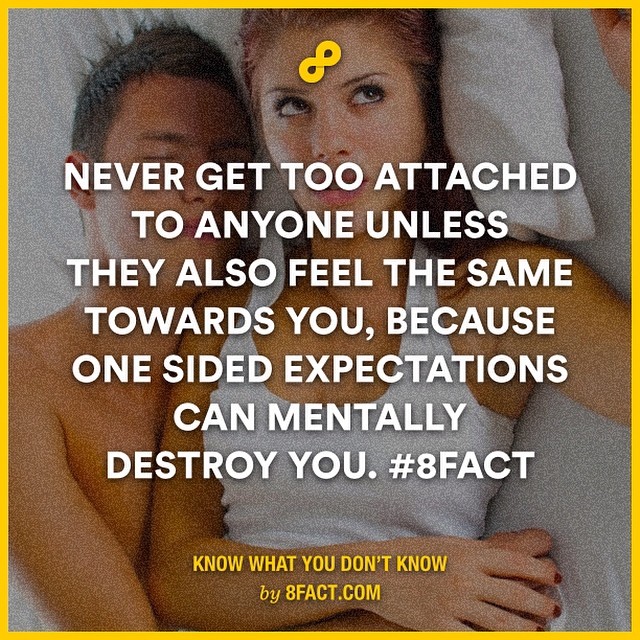 NEVER GET TOO ATTACHED
TO ANYONE UNLESS
THEY ALSO FEEL THE SAME
TOWARDS YOU, BECAUSE
ONE SIDED EXPECTATIONS
CAN MENTALLY
DESTROY YOU. #8FACT
KNOW WHAT YOU DON'T KNOW
by 8FACT.COM